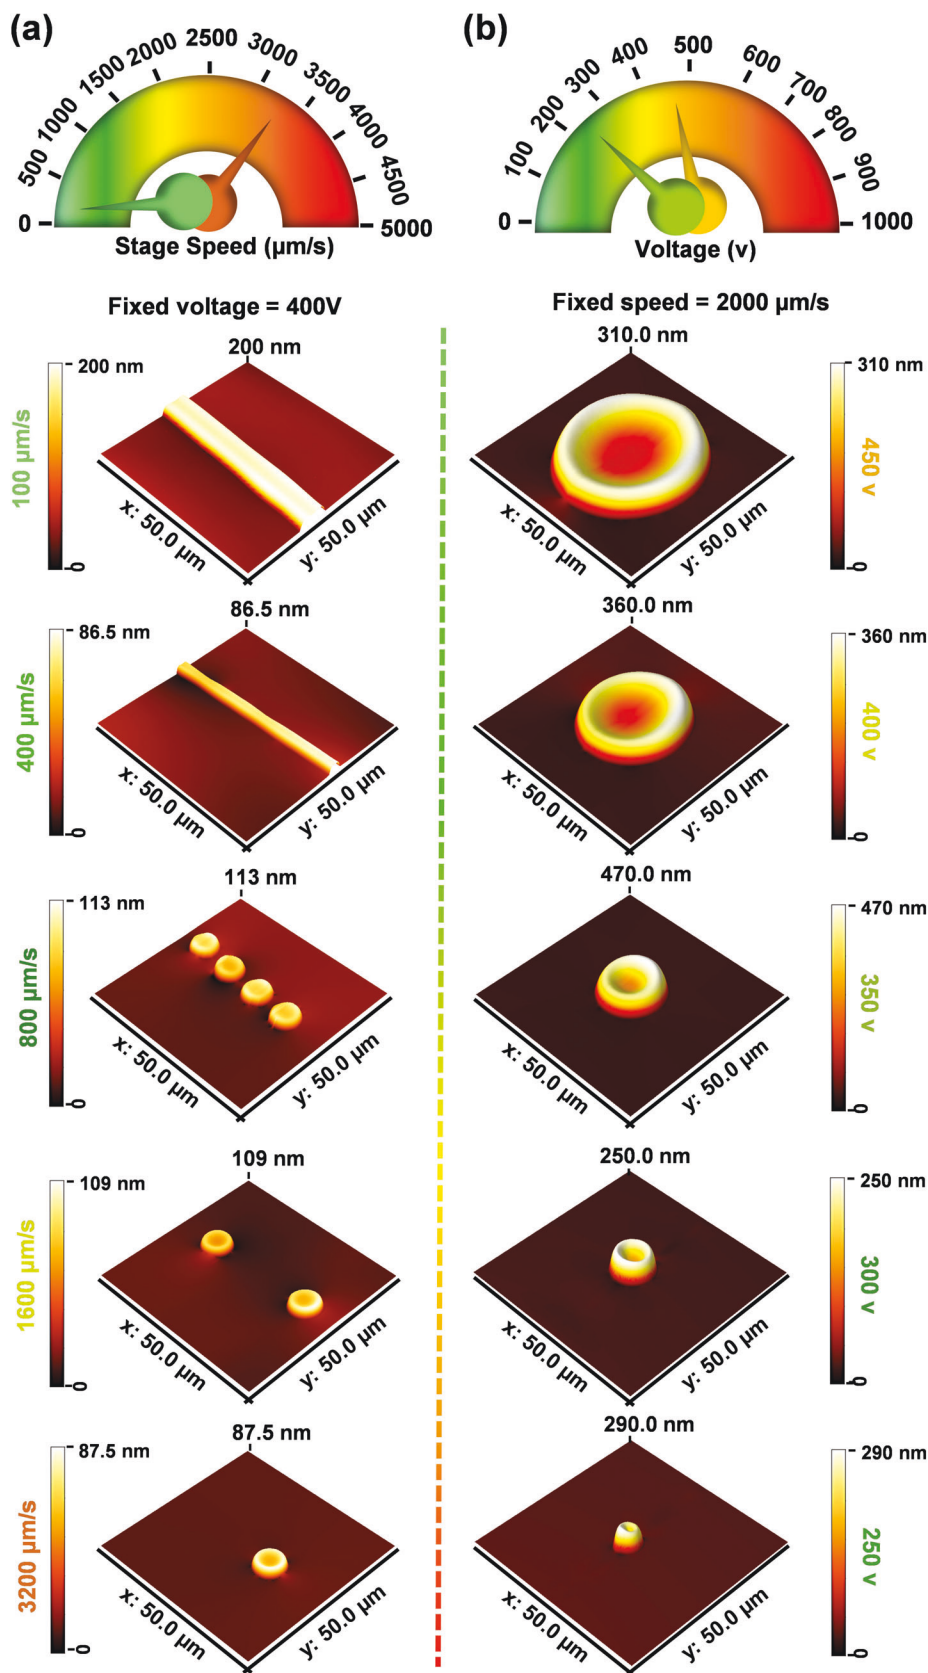 (a)
0
500
1000
1500
2000
2500
3000
3500
4000
4500
5000
Stage Speed (µm/s)
(b)
0
100
200
300
400
500
600
700
800
900
1000
Voltage (v)
Fixed voltage = 400V
100 µm/s
200 nm
0
200 nm
x: 50.0 µm
y: 50.0 µm
400 µm/s
86.5 nm
0
86.5 nm
x: 50.0 µm
y: 50.0 µm
800 µm/s
113 nm
0
113 nm
x: 50.0 µm
y: 50.0 µm
1600 µm/s
109 nm
0
109 nm
x: 50.0 µm
y: 50.0 µm
3200 µm/s
87.5 nm
0
87.5 nm
x: 50.0 µm
y: 50.0 µm
Fixed speed = 2000 µm/s
310.0 nm
x: 50.0 µm
y: 50.0 µm
310 nm
0
450 v
360.0 nm
x: 50.0 µm
y: 50.0 µm
360 nm
0
400 v
470.0 nm
x: 50.0 µm
y: 50.0 µm
470 nm
0
350 v
250.0 nm
x: 50.0 µm
y: 50.0 µm
250 nm
0
300 v
290.0 nm
x: 50.0 µm
y: 50.0 µm
290 nm
0
250 v